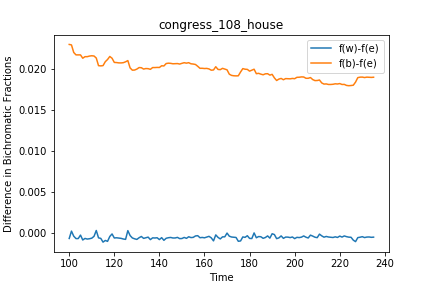 congress_108_house
f(w)-f(e)
f(b)-f(e)
Difference in Bichromatic Fractions
0.020
0.015
0.010
0.005
0.000
100
120
140
160
180
200
220
240
Time